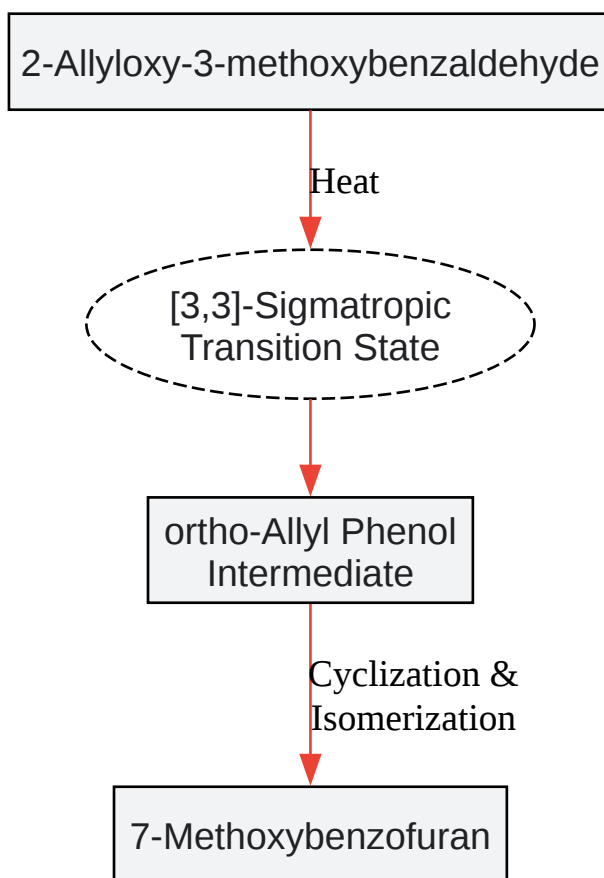 2-Allyloxy-3-methoxybenzaldehyde
Heat
[3,3]-Sigmatropic
Transition State
ortho-Allyl Phenol
Intermediate
Cyclization &
Isomerization
7-Methoxybenzofuran